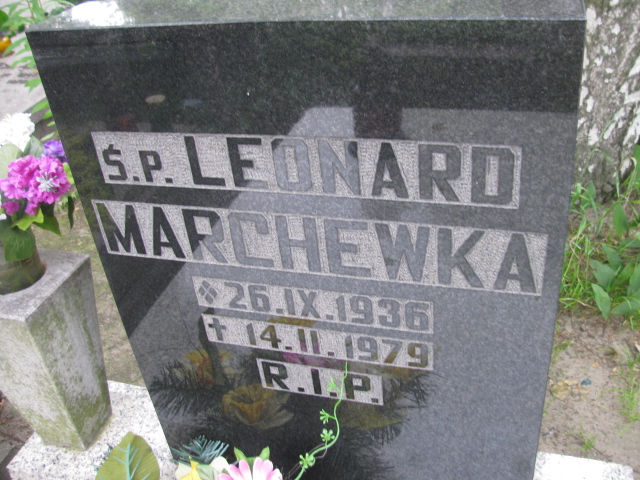 Ś.P. LEONARD
MARCHEWKA
26.IX.1936
✝ 14.II.1979
R.I.P.